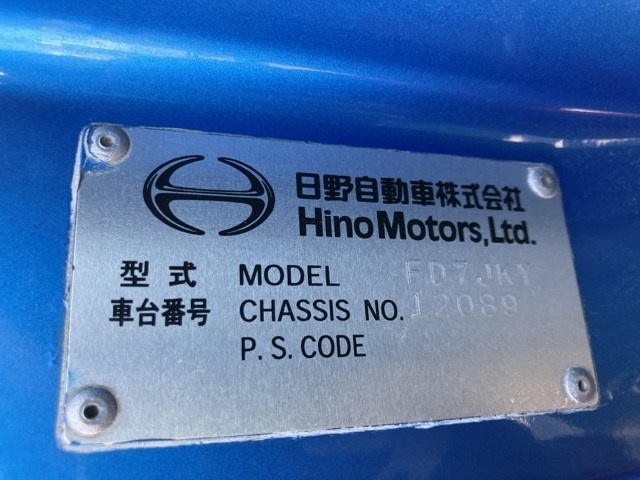 日野自動車株式会社
Hino Motors, Ltd.
型式 MODEL FD7JKY
車台番号 CHASSIS NO. 12089
P.S. CODE